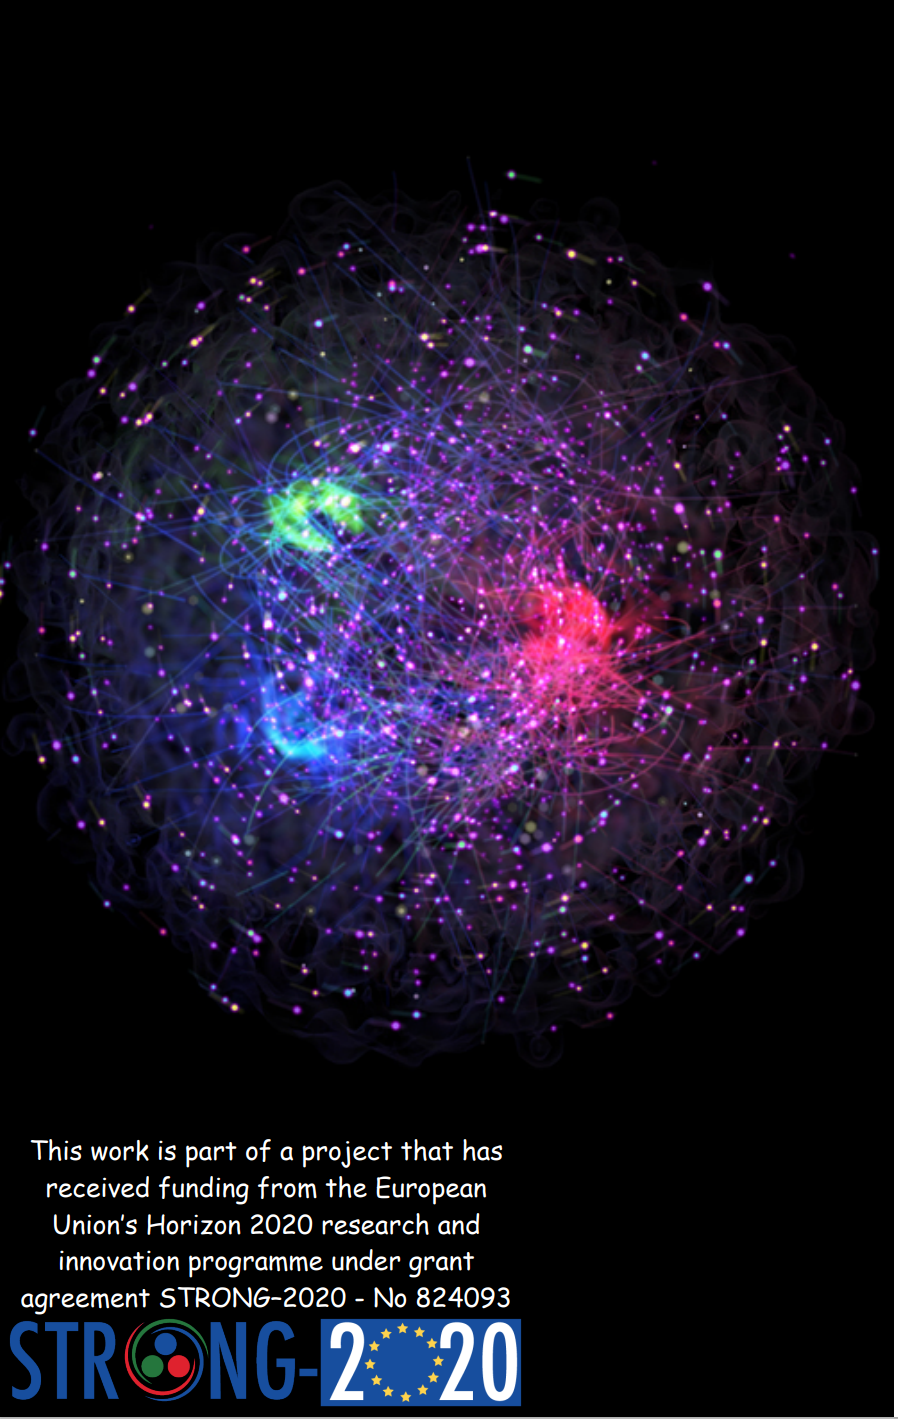 This work is part of a project that has
received funding from the European
Union's Horizon 2020 research and
innovation programme under grant
agreement STRONG-2020 - No 824093
STRONG-2020